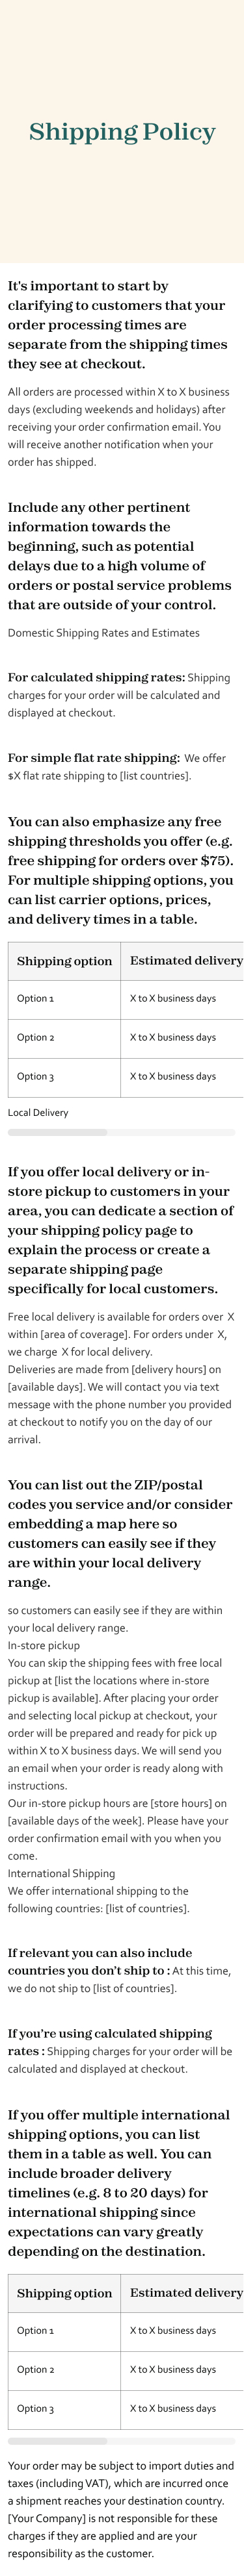 Shipping Policy
It's important to start by
clarifying to customers that your
order processing times are
separate from the shipping times
they see at checkout.
All orders are processed within X to X business
days (excluding weekends and holidays) after
receiving your order confirmation email. You
will receive another notification when your
order has shipped.
Include any other pertinent
information towards the
beginning, such as potential
delays due to a high volume of
orders or postal service problems
that are outside of your control.
Domestic Shipping Rates and Estimates
For calculated shipping rates: Shipping
charges for your order will be calculated and
displayed at checkout.
For simple flat rate shipping: We offer
$X flat rate shipping to [list countries].
You can also emphasize any free
shipping thresholds you offer (e.g.
free shipping for orders over $75).
For multiple shipping options, you
can list carrier options, prices,
and delivery times in a table.
Shipping option Estimated delivery
Option 1 X to X business days
Option 2 X to X business days
Option 3 X to X business days
Local Delivery
If you offer local delivery or in-
store pickup to customers in your
area, you can dedicate a section of
your shipping policy page to
explain the process or create a
separate shipping page
specifically for local customers.
Free local delivery is available for orders over X
within [area of coverage]. For orders under X,
we charge X for local delivery.
Deliveries are made from [delivery hours] on
[available days]. We will contact you via text
message with the phone number you provided
at checkout to notify you on the day of our
arrival.
You can list out the ZIP/postal
codes you service and/or consider
embedding a map here so
customers can easily see if they
are within your local delivery
range.
so customers can easily see if they are within
your local delivery range.
In-store pickup
You can skip the shipping fees with free local
pickup at [list the locations where in-store
pickup is available]. After placing your order
and selecting local pickup at checkout, your
order will be prepared and ready for pick up
within X to X business days. We will send you
an email when your order is ready along with
instructions.
Our in-store pickup hours are [store hours] on
[available days of the week]. Please have your
order confirmation email with you when you
come.
International Shipping
We offer international shipping to the
following countries: [list of countries].
If relevant you can also include
countries you don't ship to : At this time,
we do not ship to [list of countries].
If you're using calculated shipping
rates : Shipping charges for your order will be
calculated and displayed at checkout.
If you offer multiple international
shipping options, you can list
them in a table as well. You can
include broader delivery
timelines (e.g. 8 to 20 days) for
international shipping since
expectations can vary greatly
depending on the destination.
Shipping option Estimated delivery
Option 1 X to X business days
Option 2 X to X business days
Option 3 X to X business days
Your order may be subject to import duties and
taxes (including VAT), which are incurred once
a shipment reaches your destination country.
[Your Company] is not responsible for these
charges if they are applied and are your
responsibility as the customer.